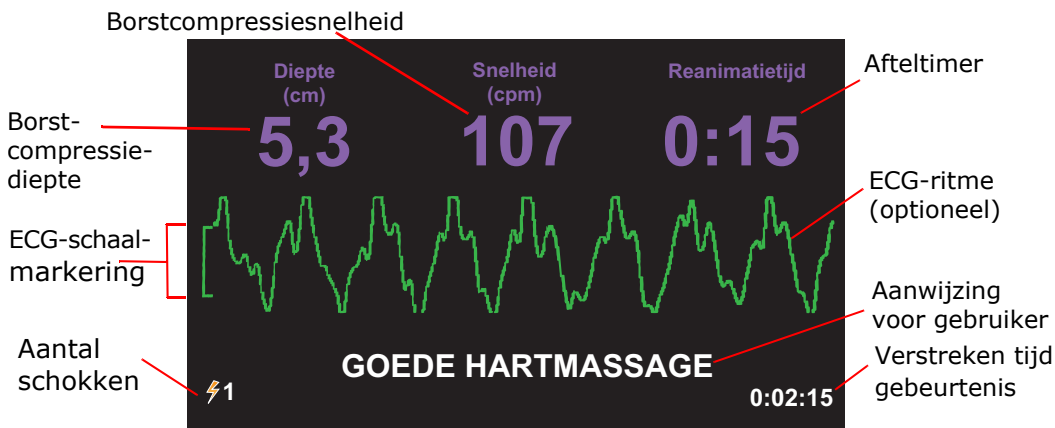 Borstcompressiesnelheid
Diepte
(cm)
Snelheid
(cpm)
Reanimatietijd
Afteltimer
5,3
107
0:15
Borst-
compressie-
diepte
ECG-ritme
(optioneel)
ECG-schaal-
markering
Aanwijzing
voor gebruiker
GOEDE HARTMASSAGE
Aantal
schokken
1
0:02:15
Verstreken tijd
gebeurtenis